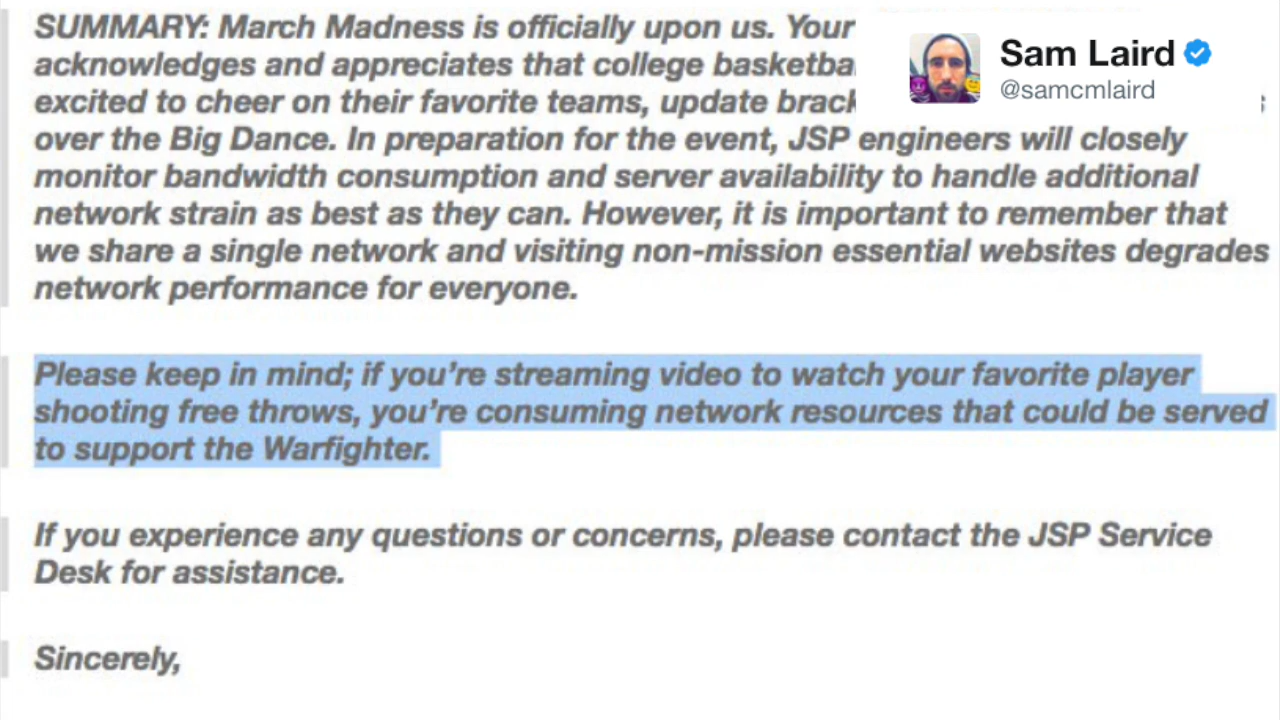 SUMMARY: March Madness is officially upon us. Your
acknowledges and appreciates that college
excited to cheer on their favorite teams, update
over the Big Dance. In preparation for the event, JSP engineers will closely
monitor bandwidth consumption and server availability to handle additional
network strain as best as they can. However, it is important to remember that
we share a single network and visiting non-mission essential websites degrades
network performance for everyone.
Please keep in mind; if you're streaming video to watch your favorite player
shooting free throws, you're consuming network resources that could be served
to support the Warfighter.
If you experience any questions or concerns, please contact the JSP Service
Desk for assistance.
Sincerely,
Sam Laird
@samcmlaird